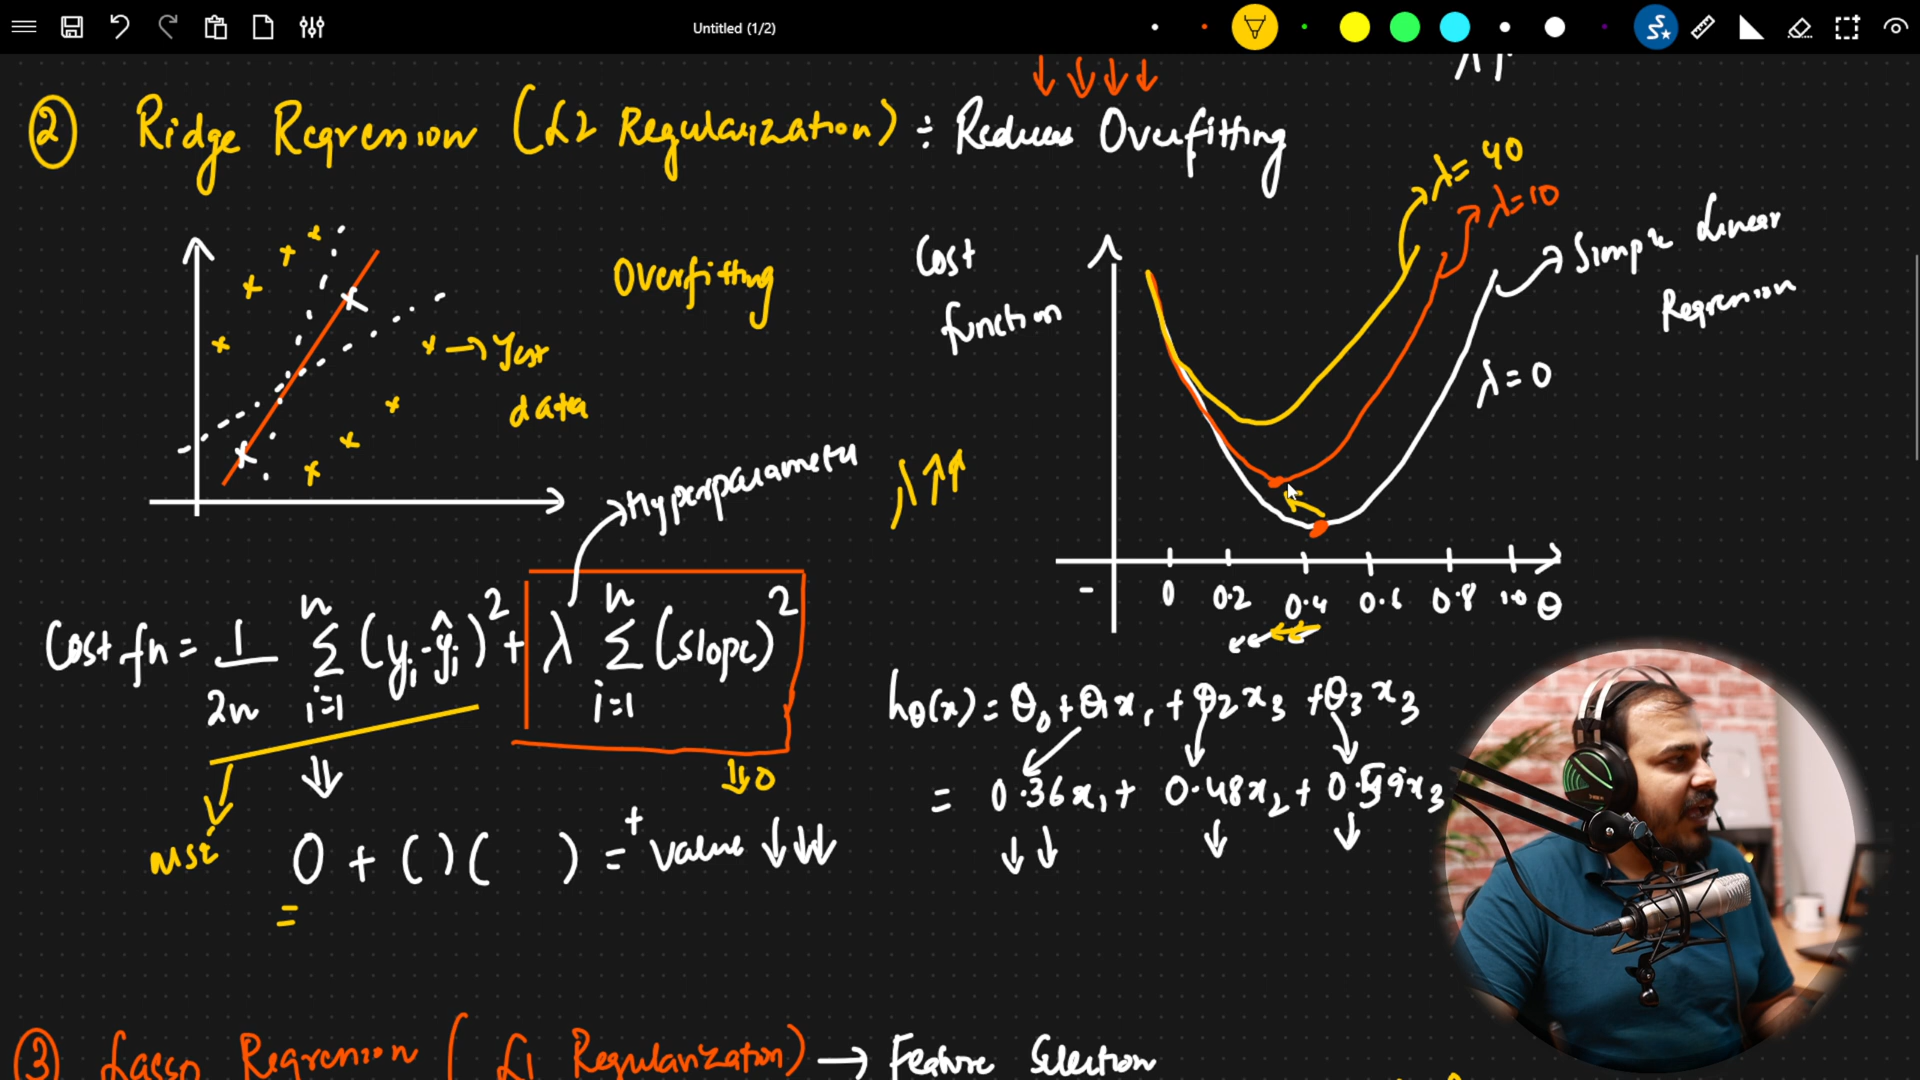 Untitled (1/2)
② Ridge Regression (L2 Regularization) ÷ Reduces Overfitting
λ = 40
λ = 10
Simple Linear
Regression
λ = 0
Cost
function
Overfitting
→ Test
data
Hyperparameter
λ ↑↑
- 0 0.2 0.4 0.6 0.8 1.0 θ
Cost fn = 1/2n Σ i=1 n (yi - ŷi)² + λ Σ i=1 n (slope)²
↓↓ 0
MSE
0 + ( ) ( ) = + value ↓↓↓
=
hθ(x) = θ0 + θ1x1 + θ2x3 + θ3x3
= 0.36x1 + 0.48x2 + x3
③ Lasso Regression (L1 Regularization) → Feature Selection